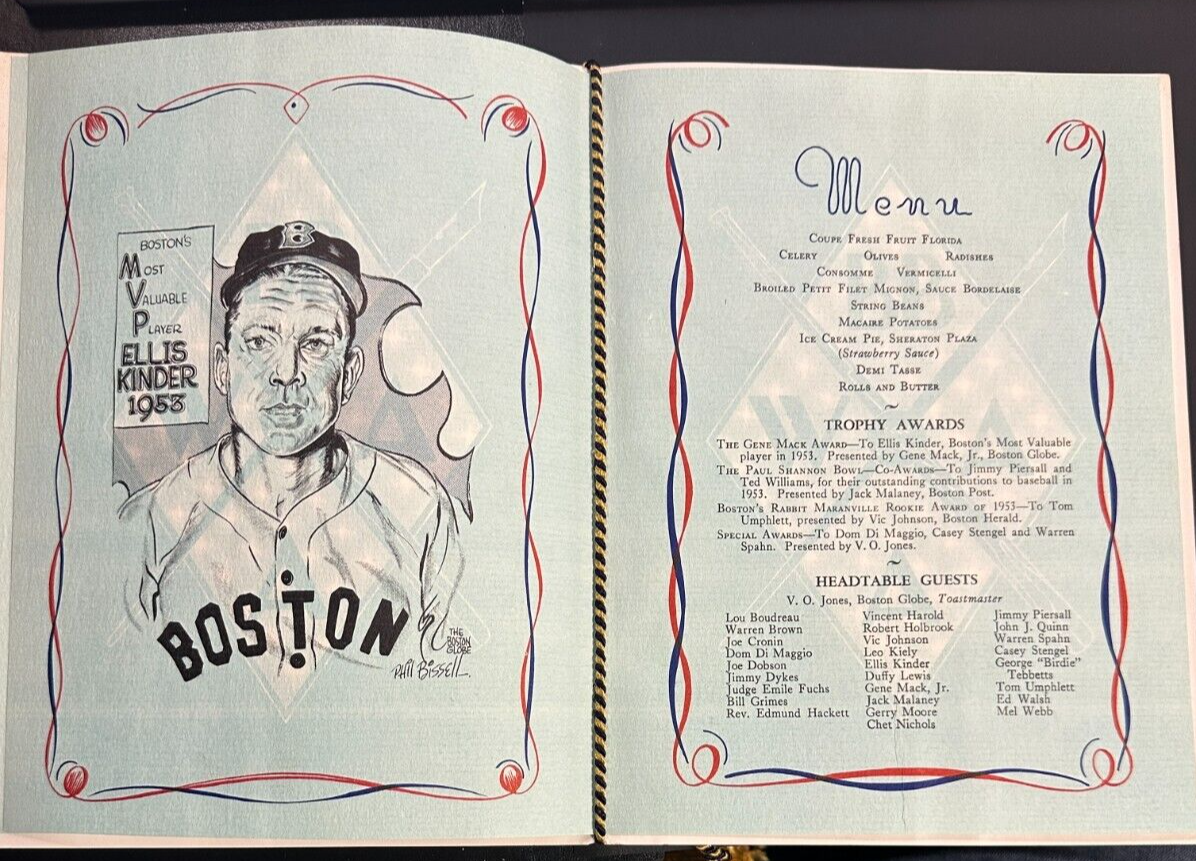 BOSTON'S
MOST
VALUABLE
PLAYER
ELLIS
KINDER
1953
B
BOSTON
THE
BOSTON
GLOBE
PHIL BISSELL
Menu
COUPE FRESH FRUIT FLORIDA
CELERY OLIVES RADISHES
CONSOMME VERMICELLI
BROILED PETIT FILET MIGNON, SAUCE BORDELAISE
STRING BEANS
MACAIRE POTATOES
ICE CREAM PIE, SHERATON PLAZA
(Strawberry Sauce)
DEMI TASSE
ROLLS AND BUTTER
~
TROPHY AWARDS
THE GENE MACK AWARD—To Ellis Kinder, Boston's Most Valuable
player in 1953. Presented by Gene Mack, Jr., Boston Globe.
THE PAUL SHANNON BOWL—CO-AWARDS—To Jimmy Piersall and
Ted Williams, for their outstanding contributions to baseball in
1953. Presented by Jack Malaney, Boston Post.
BOSTON'S RABBIT MARANVILLE ROOKIE AWARD OF 1953—To Tom
Umphlett, presented by Vic Johnson, Boston Herald.
SPECIAL AWARDS—To Dom Di Maggio, Casey Stengel and Warren
Spahn. Presented by V. O. Jones.
~
HEADTABLE GUESTS
V. O. Jones, Boston Globe, Toastmaster
Lou Boudreau
Warren Brown
Joe Cronin
Dom Di Maggio
Joe Dobson
Jimmy Dykes
Judge Emile Fuchs
Bill Grimes
Rev. Edmund Hackett
Vincent Harold
Robert Holbrook
Vic Johnson
Leo Kiely
Ellis Kinder
Duffy Lewis
Gene Mack, Jr.
Jack Malaney
Gerry Moore
Chet Nichols
Jimmy Piersall
John J. Quinn
Warren Spahn
Casey Stengel
George "Birdie"
Tebbetts
Tom Umphlett
Ed Walsh
Mel Webb